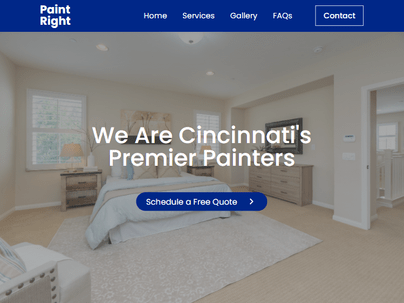 Paint
Right
Home
Services
Gallery
FAQs
Contact
We Are Cincinnati's
Premier Painters
Schedule a Free Quote